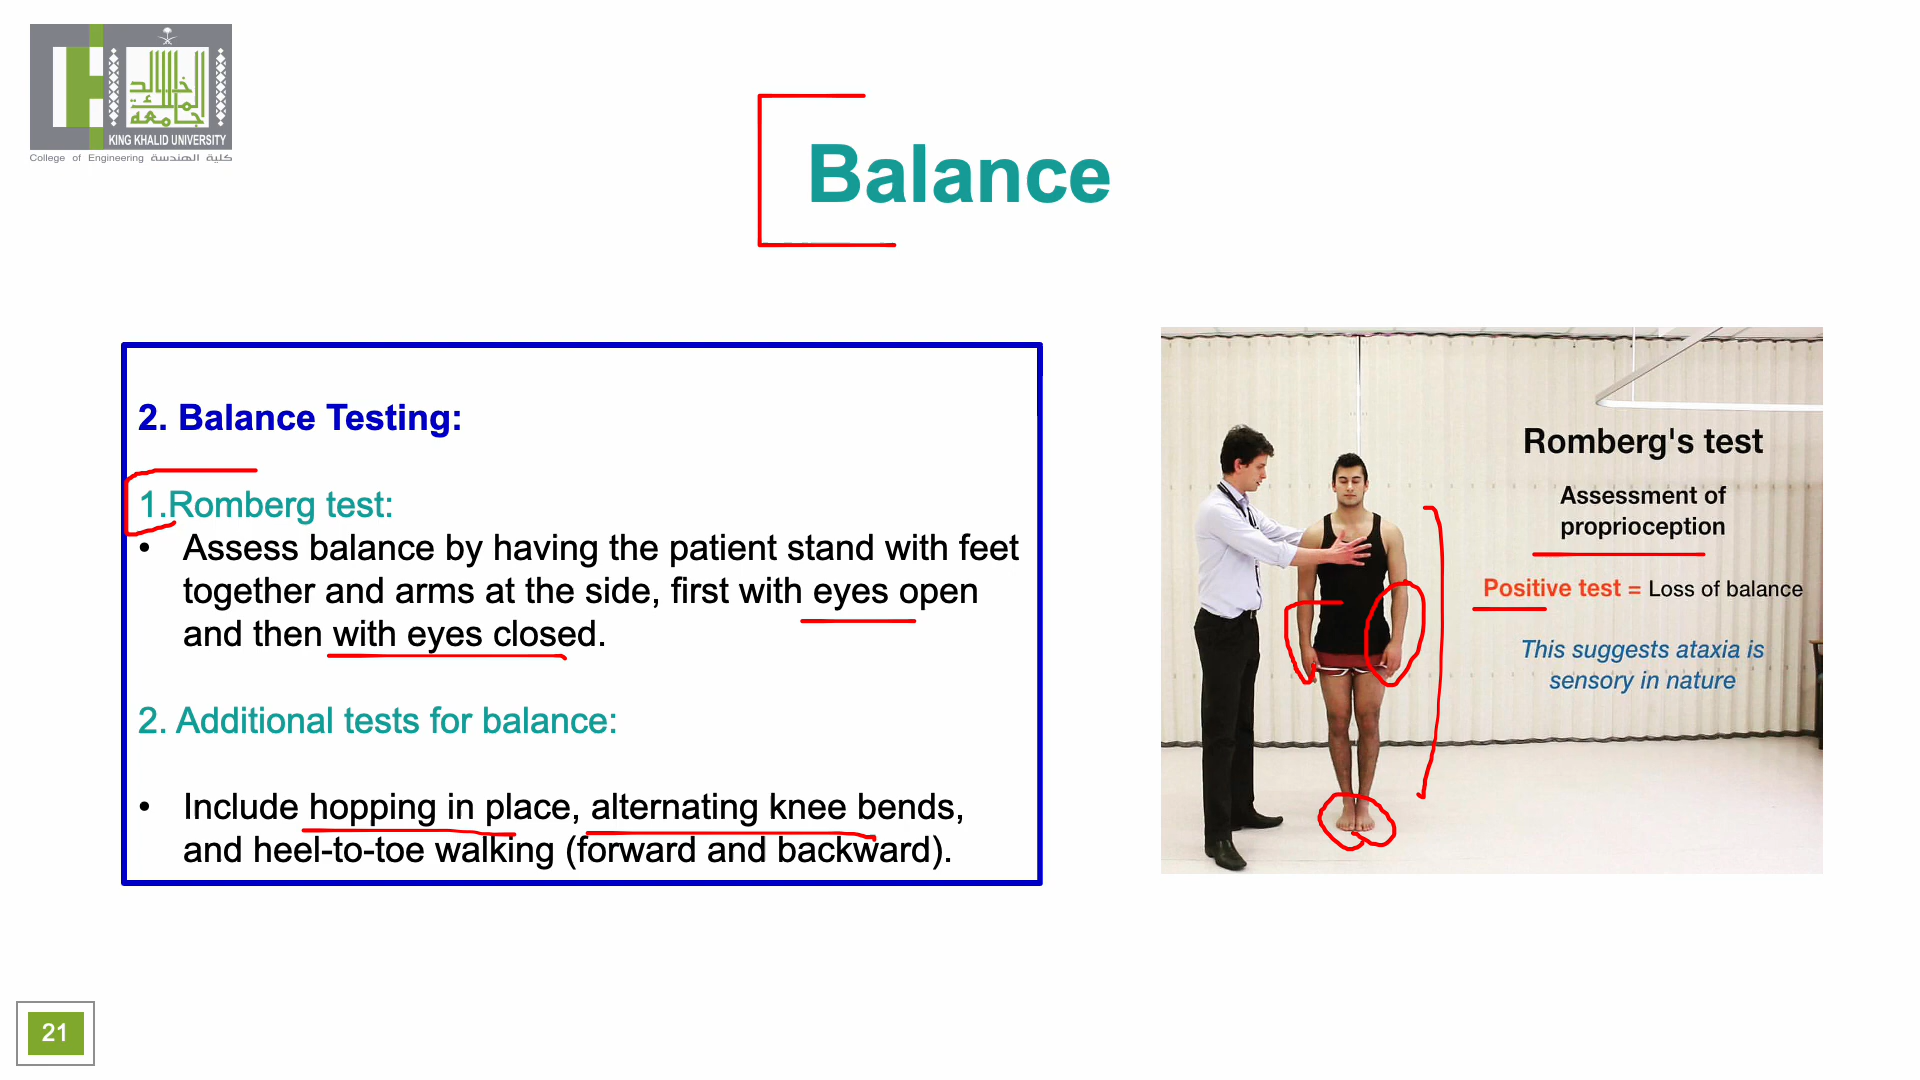 جامعة الملك خالد
KING KHALID UNIVERSITY
College of Engineering كلية الهندسة
Balance
2. Balance Testing:
1.Romberg test:
• Assess balance by having the patient stand with feet
together and arms at the side, first with eyes open
and then with eyes closed.
2. Additional tests for balance:
• Include hopping in place, alternating knee bends,
and heel-to-toe walking (forward and backward).
Romberg's test
Assessment of
proprioception
Positive test = Loss of balance
This suggests ataxia is
sensory in nature
21